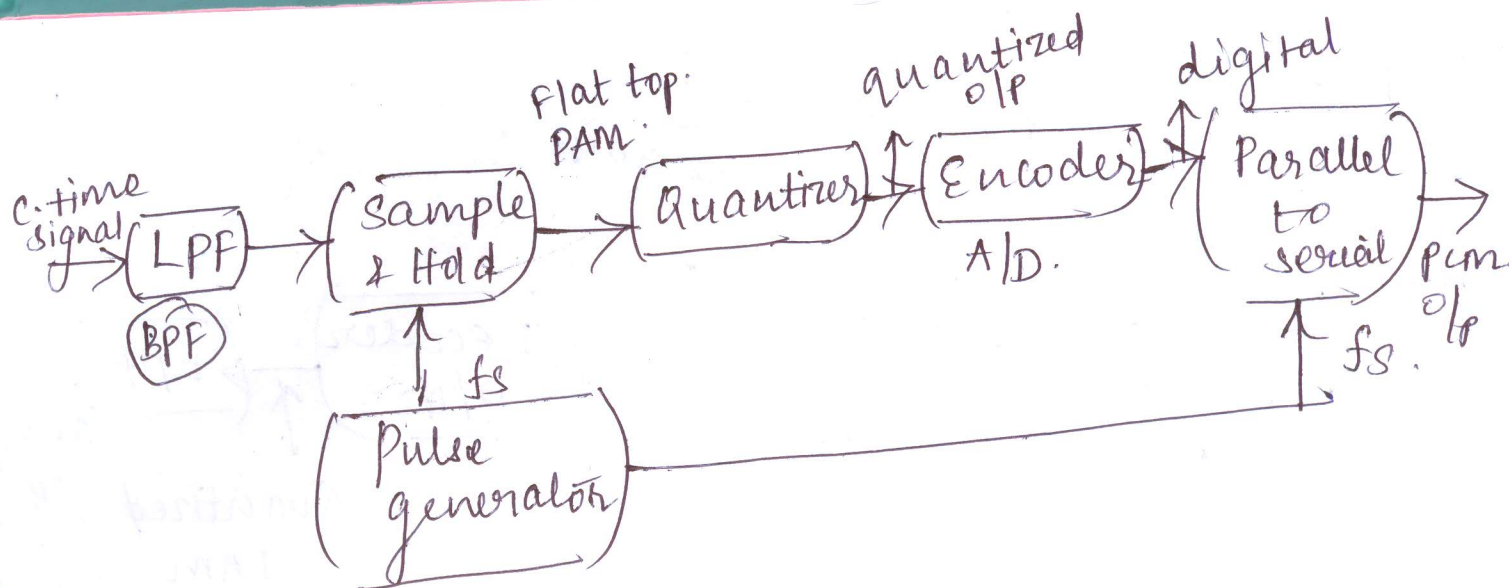 C. time
signal
LPF
BPF
Sample
& Hold
Flat top.
PAM.
Quantizer
quantized
O/P
Encoder
A/D.
digital
Parallel
to
serial
PCM
O/P
fs
fs.
Pulse
generator